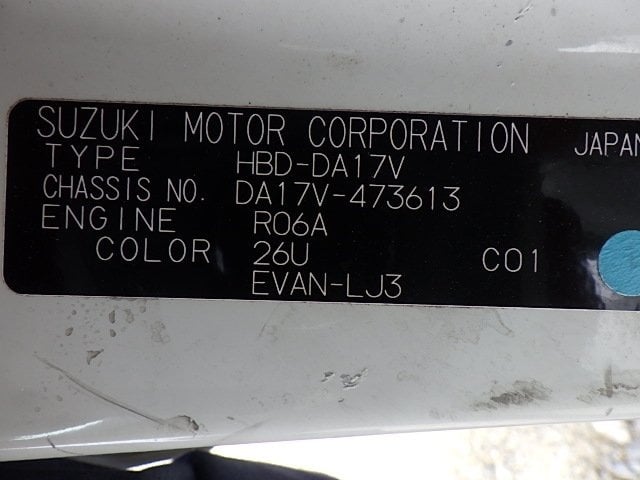 SUZUKI MOTOR CORPORATION JAPAN
TYPE HBD-DA17V
CHASSIS NO. DA17V-473613
ENGINE R06A
COLOR 26U C01
EVAN-LJ3